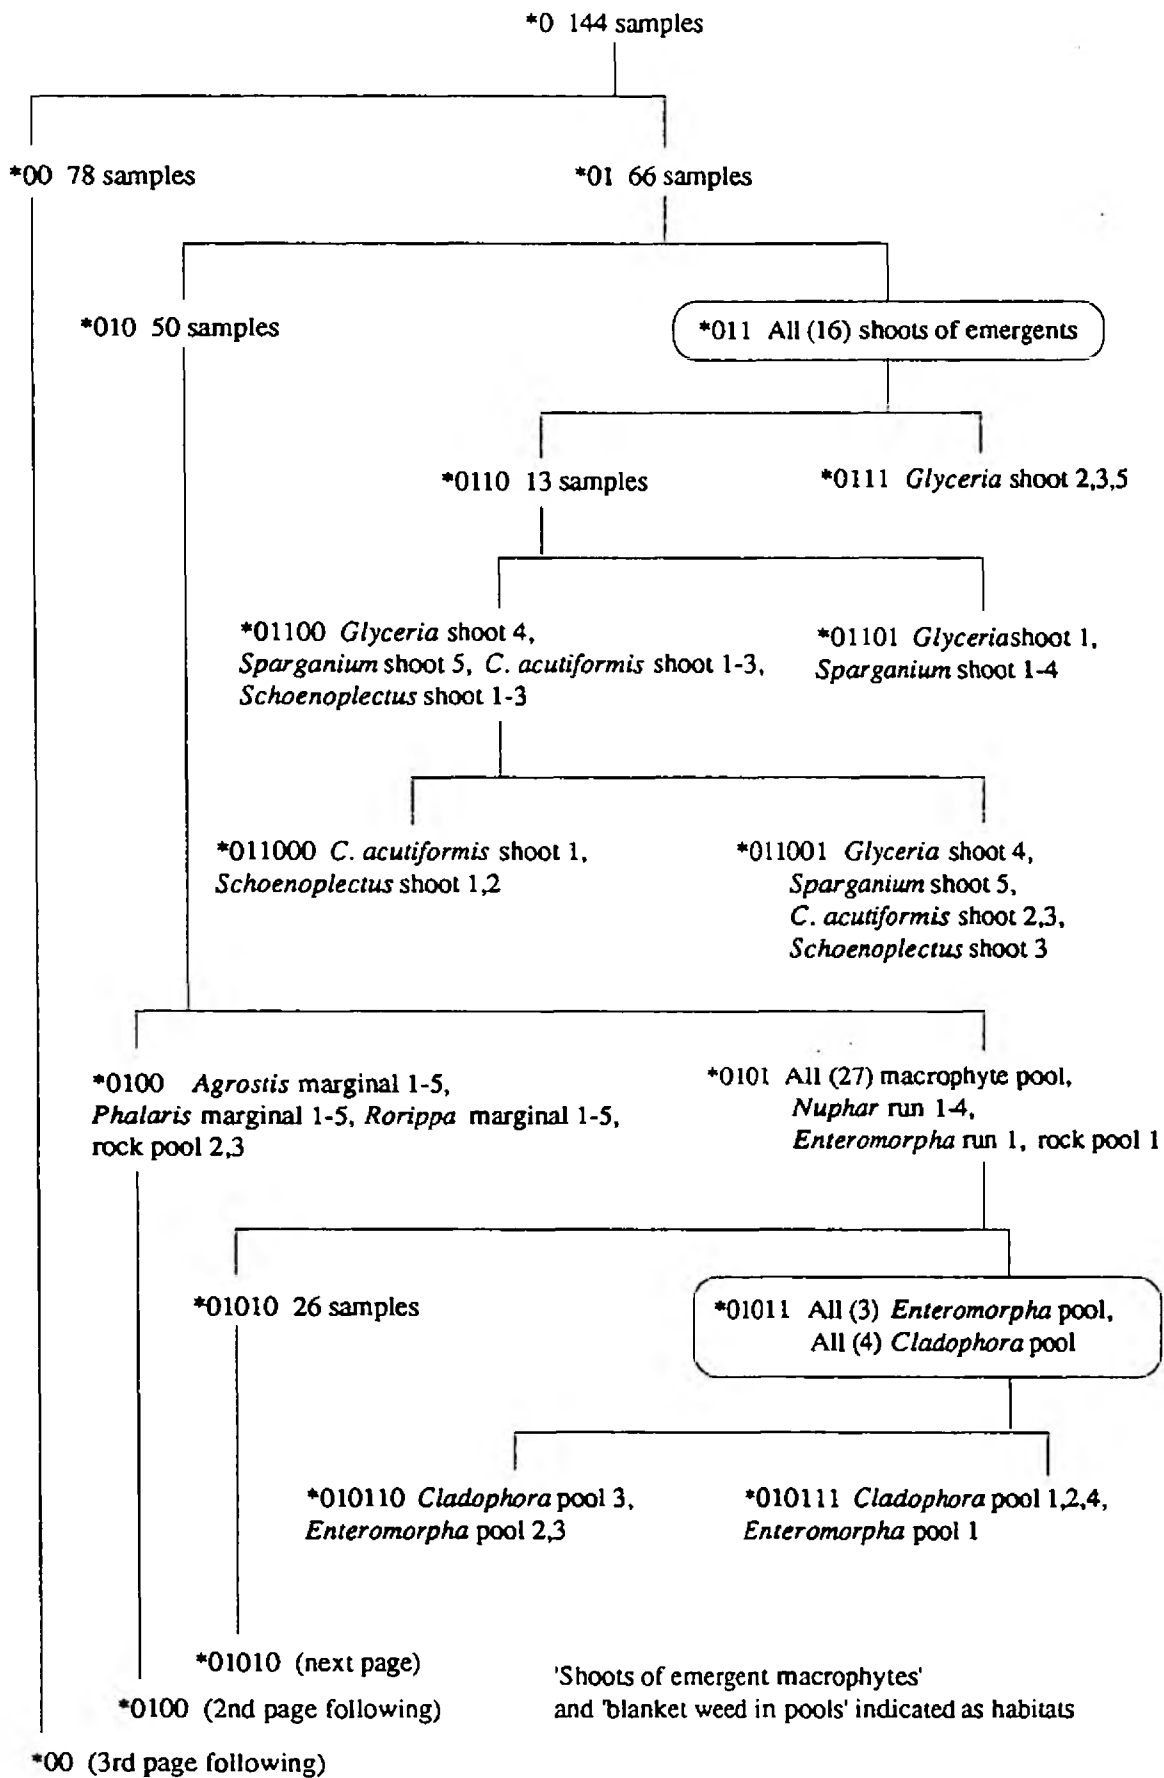 *0 144 samples
*00 78 samples
*01 66 samples
*010 50 samples
*011 All (16) shoots of emergents
*0110 13 samples
*0111 Glyceria shoot 2,3,5
*01100 Glyceria shoot 4,
Sparganium shoot 5, C. acutiformis shoot 1-3,
Schoenoplectus shoot 1-3
*01101 Glyceriashoot 1,
Sparganium shoot 1-4
*011000 C. acutiformis shoot 1,
Schoenoplectus shoot 1,2
*011001 Glyceria shoot 4,
Sparganium shoot 5,
C. acutiformis shoot 2,3,
Schoenoplectus shoot 3
*0100 Agrostis marginal 1-5,
Phalaris marginal 1-5, Rorippa marginal 1-5,
rock pool 2,3
*0101 All (27) macrophyte pool,
Nuphar run 1-4,
Enteromorpha run 1, rock pool 1
*01010 26 samples
*01011 All (3) Enteromorpha pool,
All (4) Cladophora pool
*010110 Cladophora pool 3,
Enteromorpha pool 2,3
*010111 Cladophora pool 1,2,4,
Enteromorpha pool 1
*01010 (next page)
*0100 (2nd page following)
*00 (3rd page following)
'Shoots of emergent macrophytes'
and 'blanket weed in pools' indicated as habitats